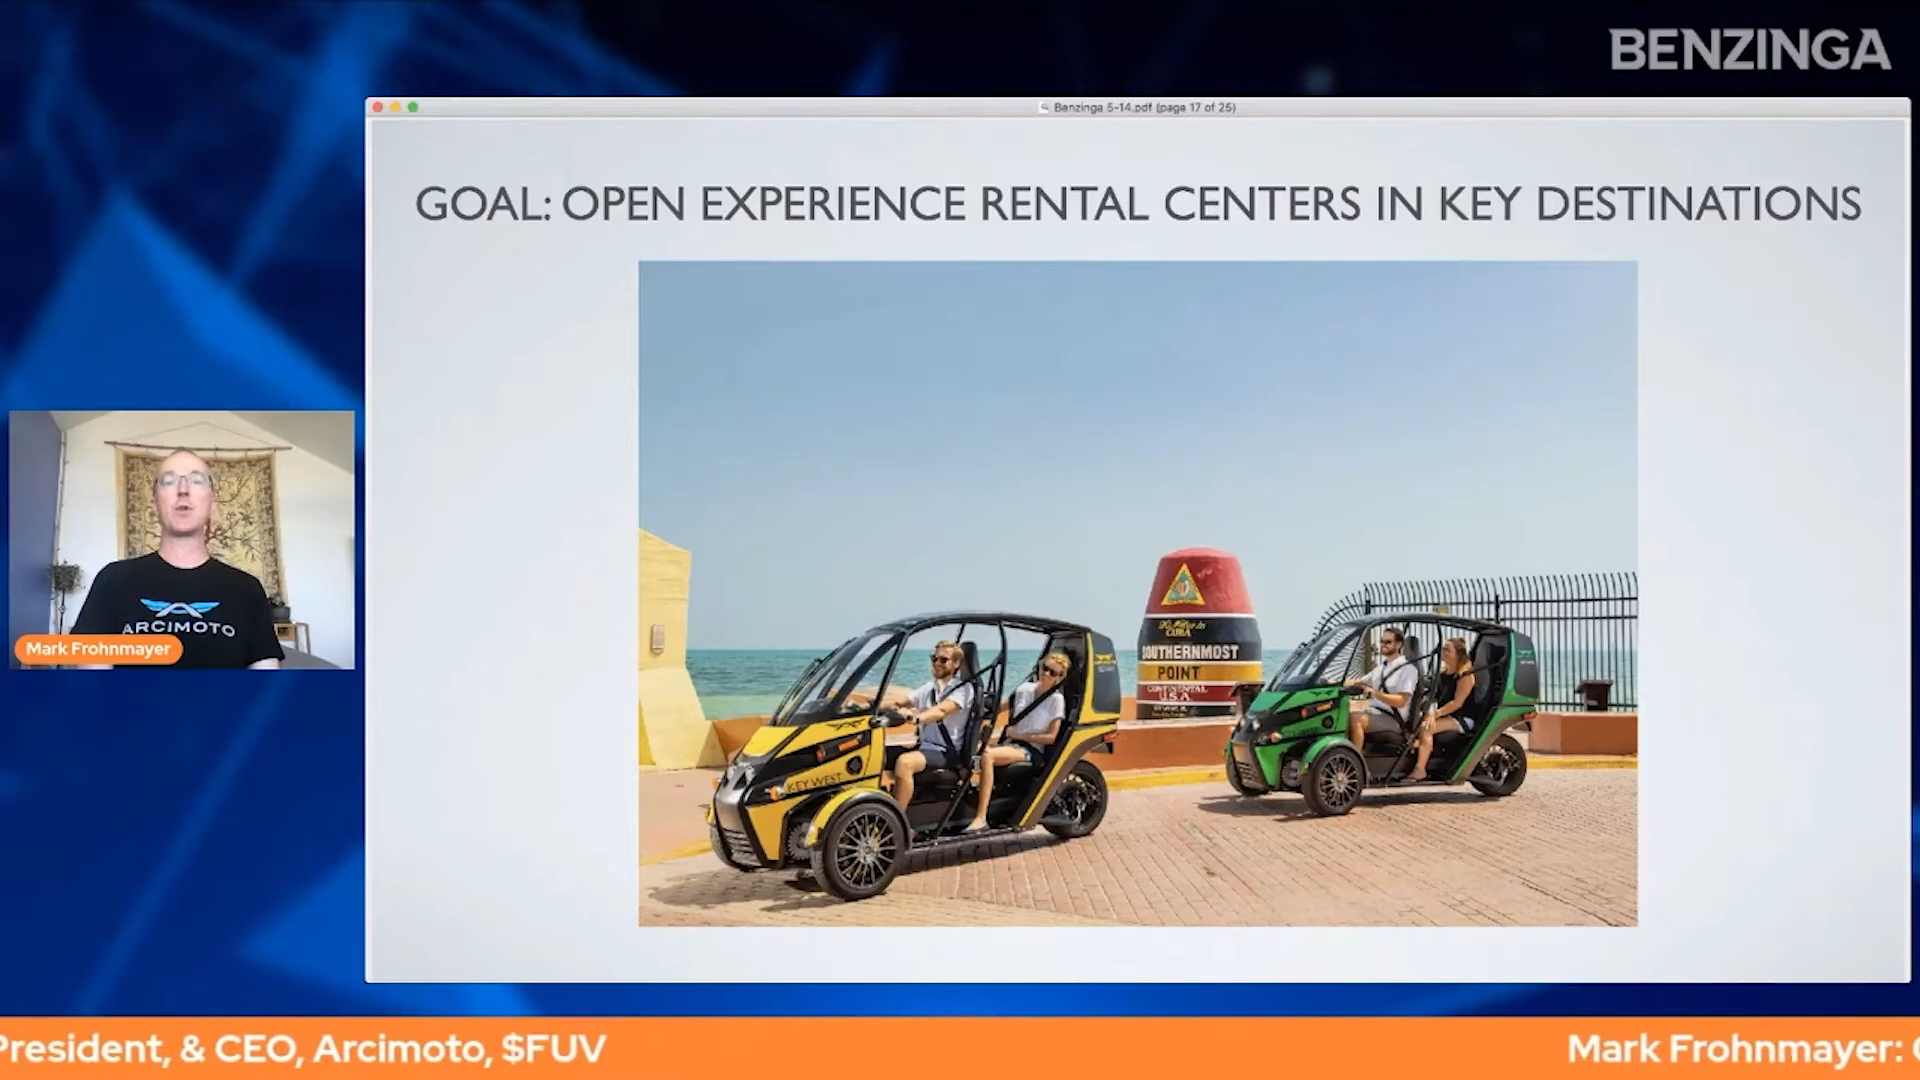 BENZINGA
Benzinga 5-14.pdf (page 17 of 25)
GOAL: OPEN EXPERIENCE RENTAL CENTERS IN KEY DESTINATIONS
CUBA
SOUTHERNMOST
POINT
CONTINENTAL
U.S.A.
KEY WEST
ARCIMOTO
Mark Frohnmayer
President, & CEO, Arcimoto, $FUV
Mark Frohnmayer: